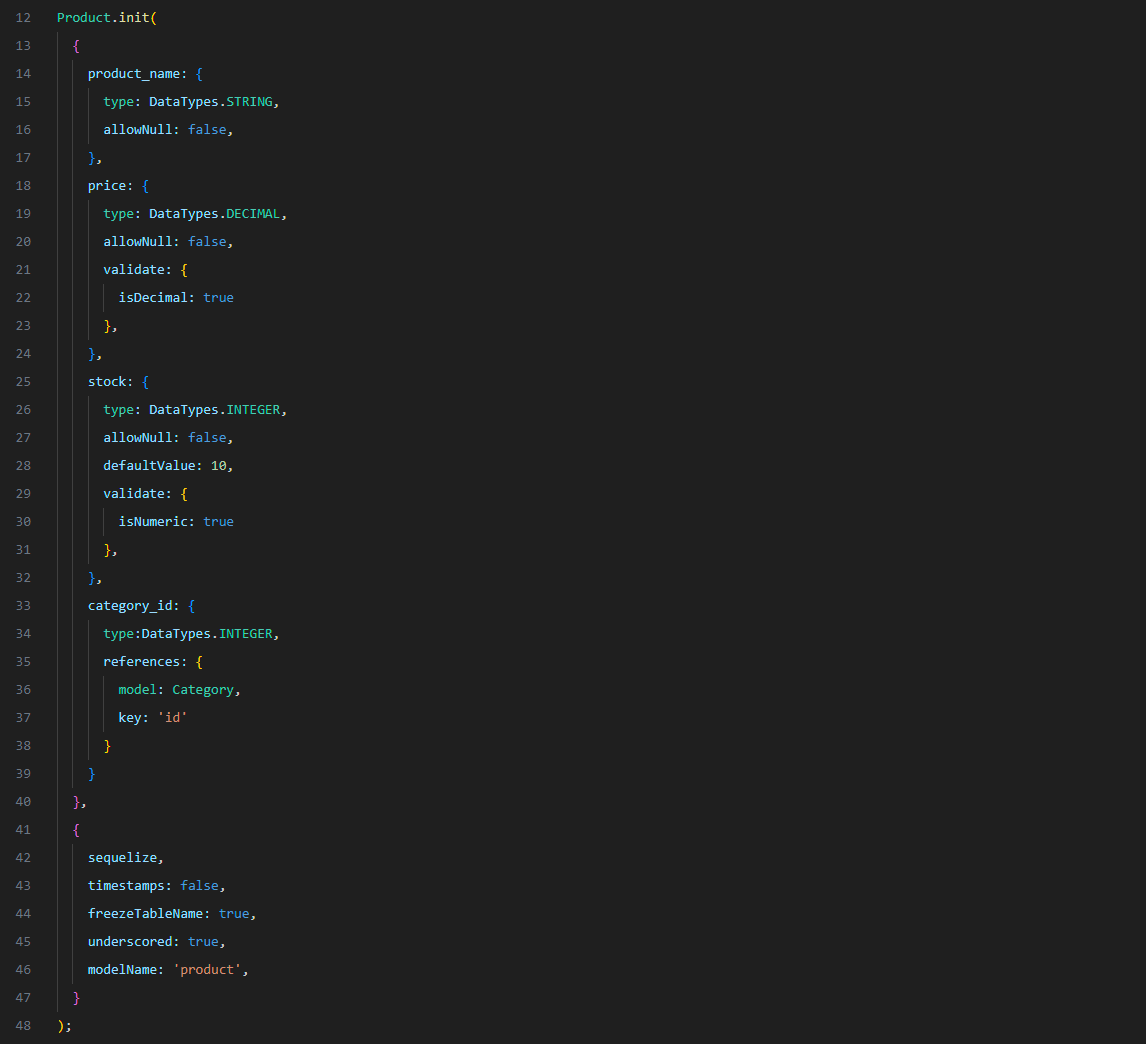 12 Product.init(
13 {
14 product_name: {
15 type: DataTypes.STRING,
16 allowNull: false,
17 },
18 price: {
19 type: DataTypes.DECIMAL,
20 allowNull: false,
21 validate: {
22 isDecimal: true
23 },
24 },
25 stock: {
26 type: DataTypes.INTEGER,
27 allowNull: false,
28 defaultValue: 10,
29 validate: {
30 isNumeric: true
31 },
32 },
33 category_id: {
34 type:DataTypes.INTEGER,
35 references: {
36 model: Category,
37 key: 'id'
38 }
39 }
40 },
41 {
42 sequelize,
43 timestamps: false,
44 freezeTableName: true,
45 underscored: true,
46 modelName: 'product',
47 }
48 );